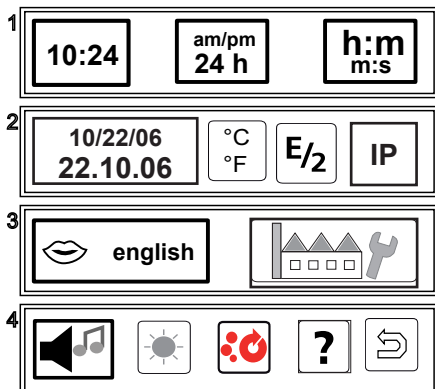 1
10:24
am/pm
24 h
h:m
m:s
2
10/22/06
22.10.06
°C
°F
E/2
IP
3
english
4
?